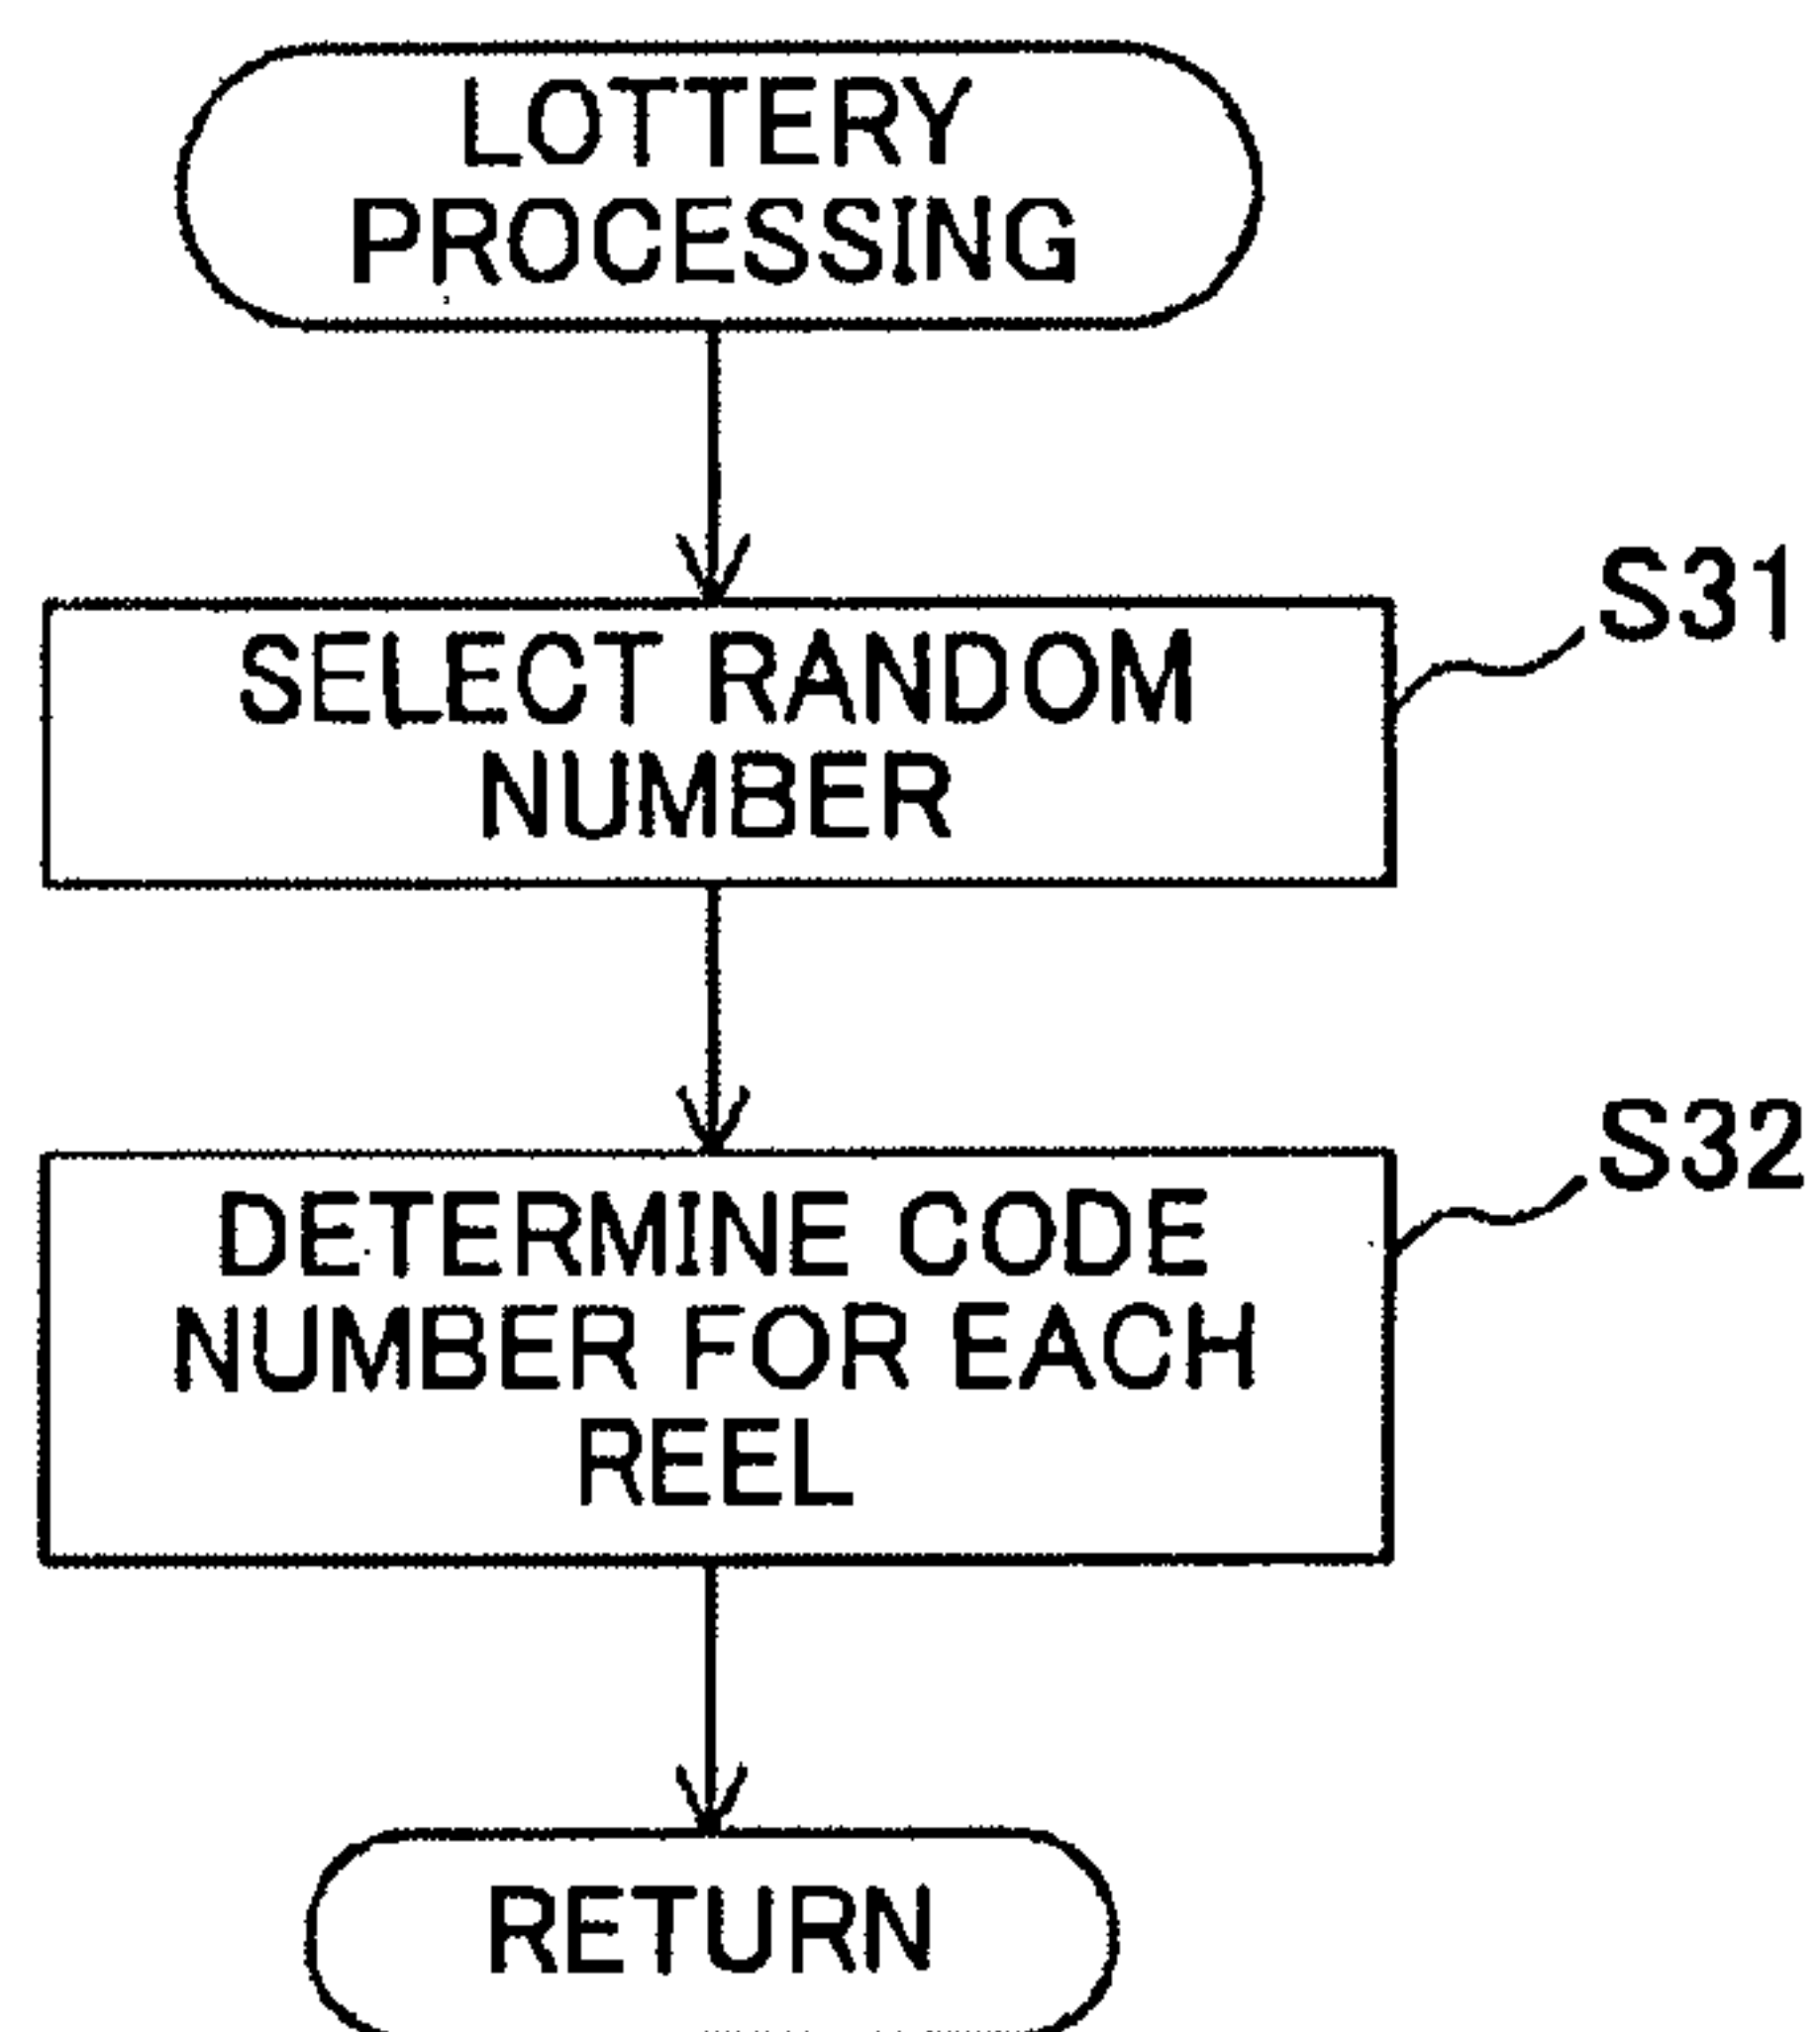 LOTTERY
PROCESSING
S31
SELECT RANDOM
NUMBER
S32
DETERMINE CODE
NUMBER FOR EACH
REEL
RETURN